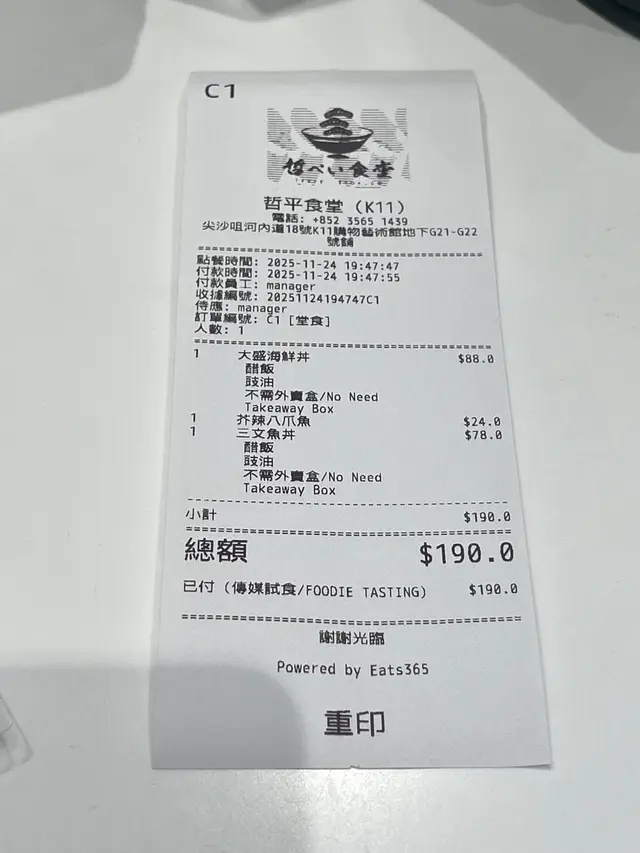 C1
哲ぺい食堂
哲平食堂 (K11)
電話: +852 3565 1439
尖沙咀河內道18號K11購物藝術館地下G21-G22
號舖
點餐時間: 2025-11-24 19:47:47
付款時間: 2025-11-24 19:47:55
付款員工: manager
收據編號: 20251124194747C1
侍應: manager
訂單編號: C1 [堂食]
人數: 1
1 大盛海鮮丼 $88.0
醋飯
豉油
不需外賣盒/No Need
Takeaway Box
1 芥辣八爪魚 $24.0
1 三文魚丼 $78.0
醋飯
豉油
不需外賣盒/No Need
Takeaway Box
小計 $190.0
總額 $190.0
已付 (傳媒試食/FOODIE TASTING) $190.0
謝謝光臨
Powered by Eats365
重印